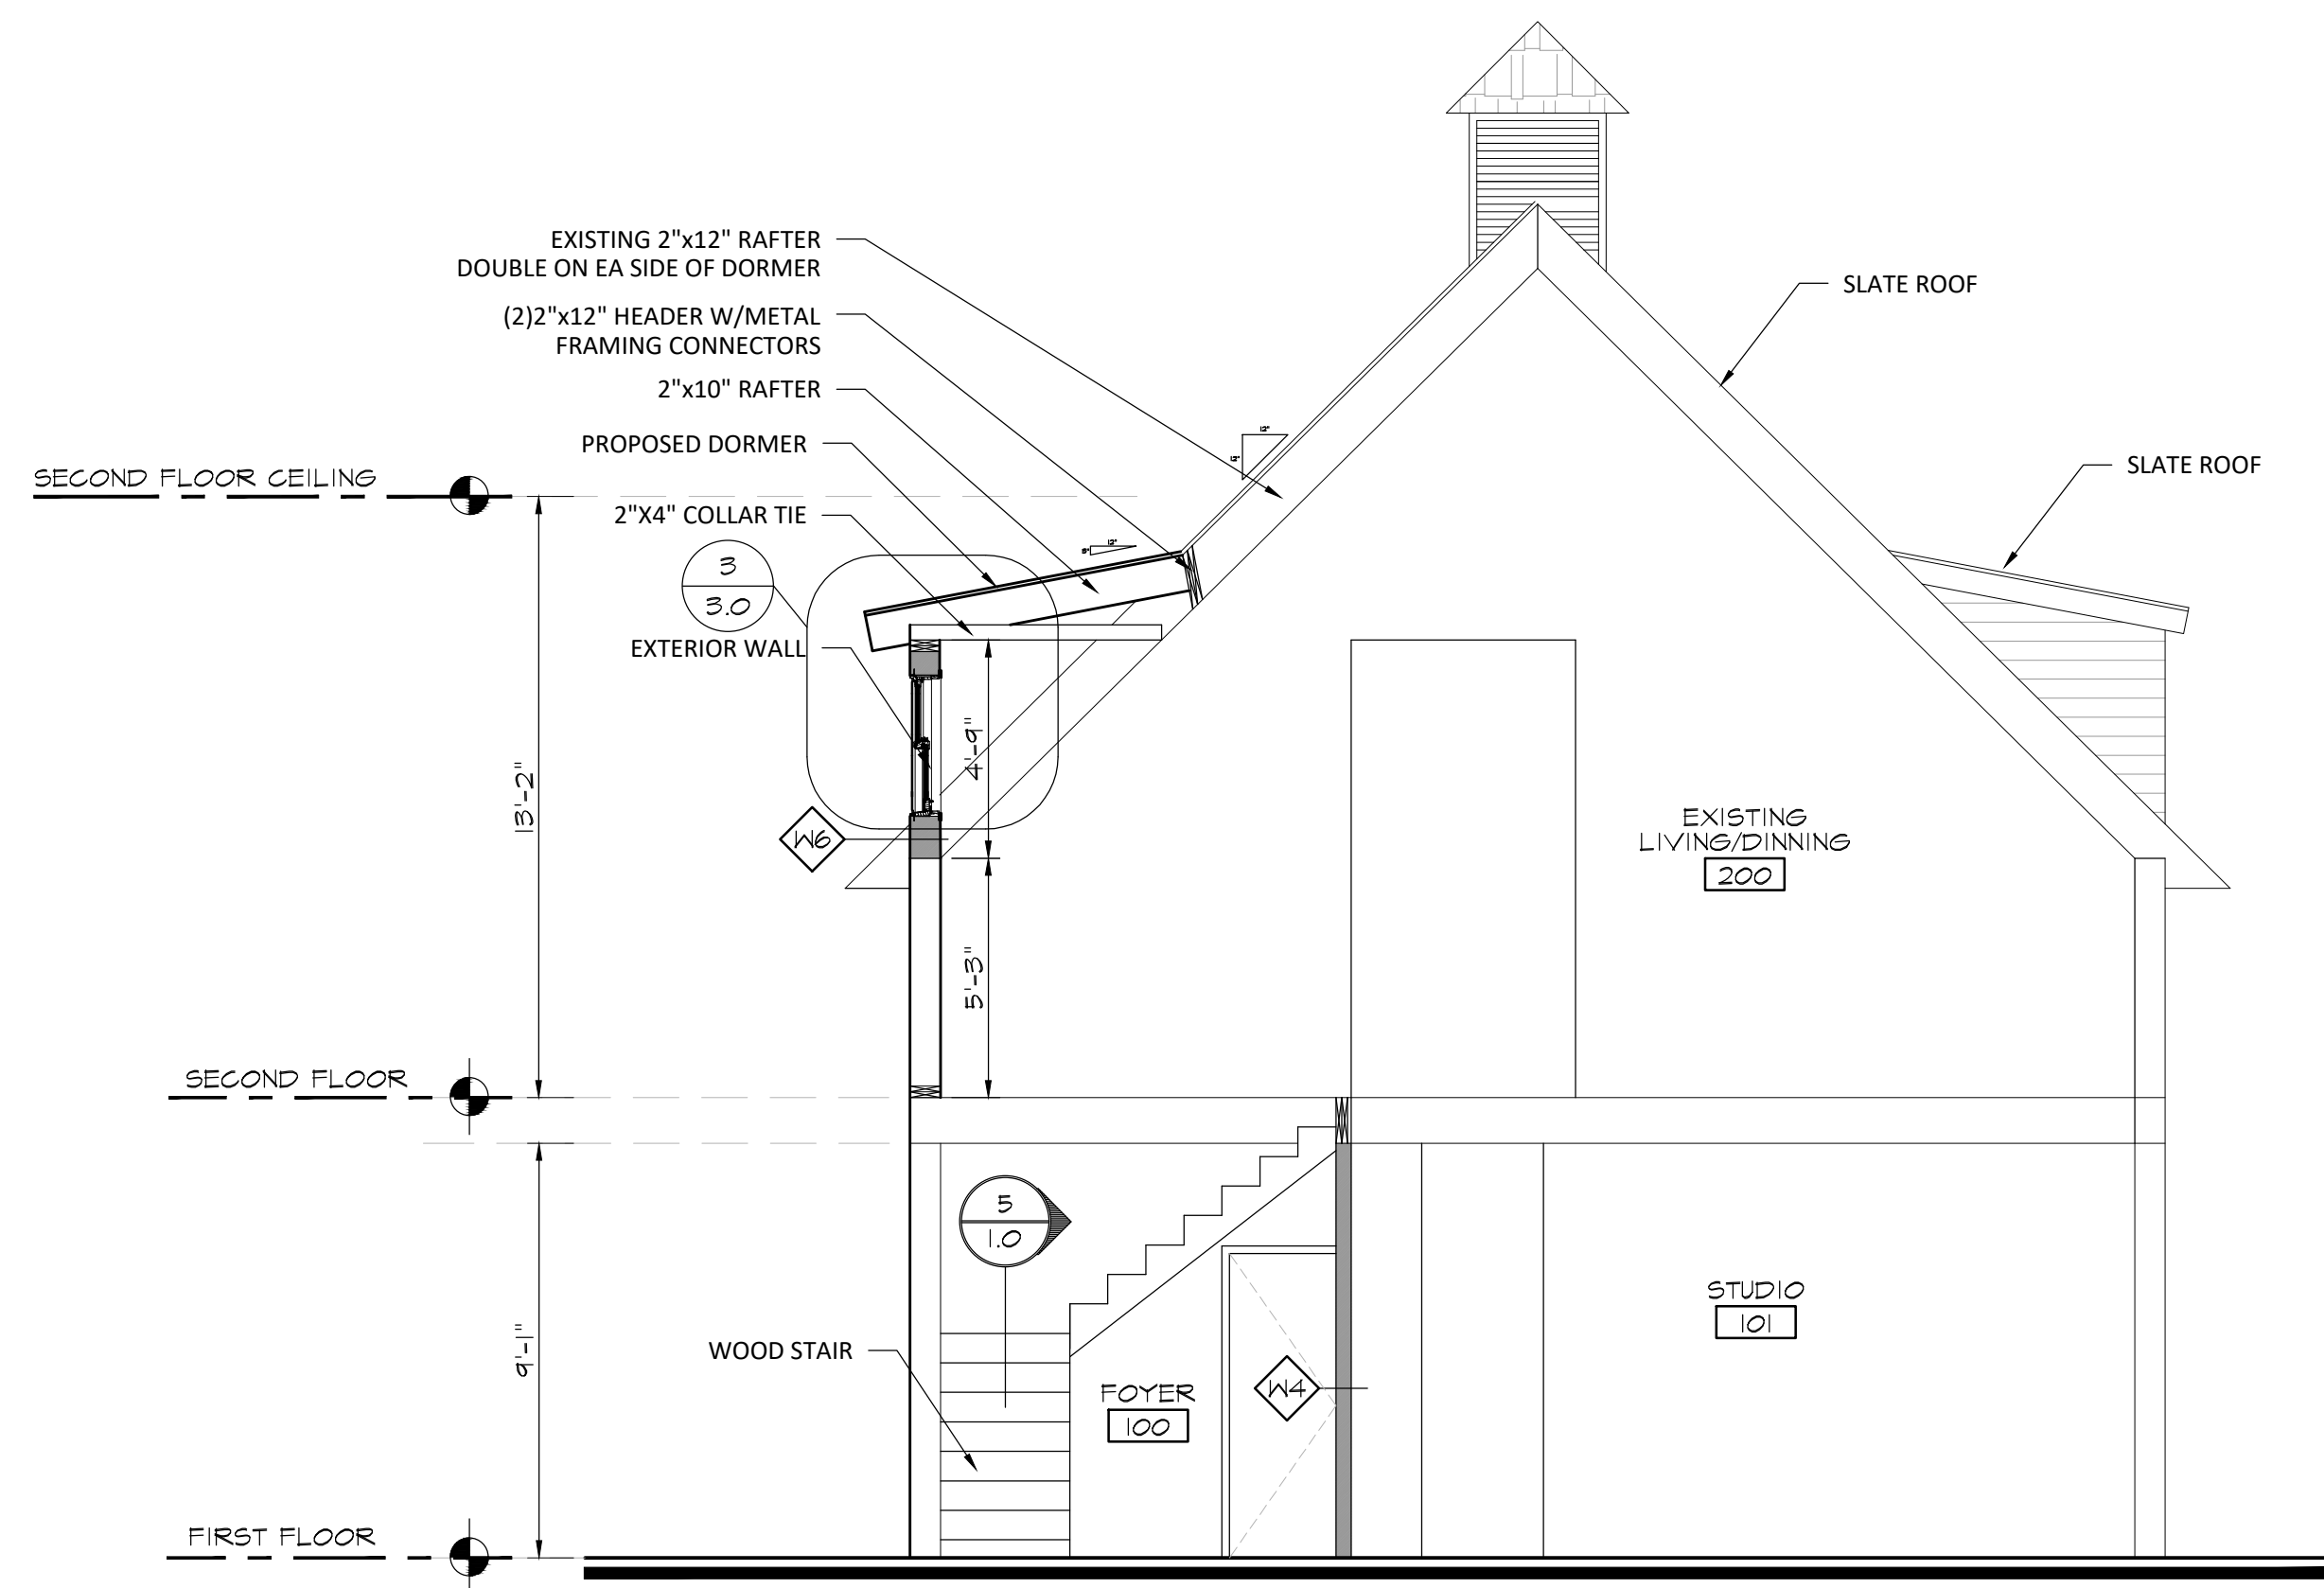 EXISTING 2"x12" RAFTER
DOUBLE ON EA SIDE OF DORMER
(2)2"x12" HEADER W/METAL
FRAMING CONNECTORS
2"x10" RAFTER
PROPOSED DORMER
2"X4" COLLAR TIE
EXTERIOR WALL
SLATE ROOF
SLATE ROOF
12"
12"
12"
SECOND FLOOR CEILING
3
3.0
13'-2"
4'-9"
W6
5'-3"
EXISTING
LIVING/DINNING
200
SECOND FLOOR
5
1.0
9'-1"
WOOD STAIR
FOYER
100
W4
STUDIO
101
FIRST FLOOR